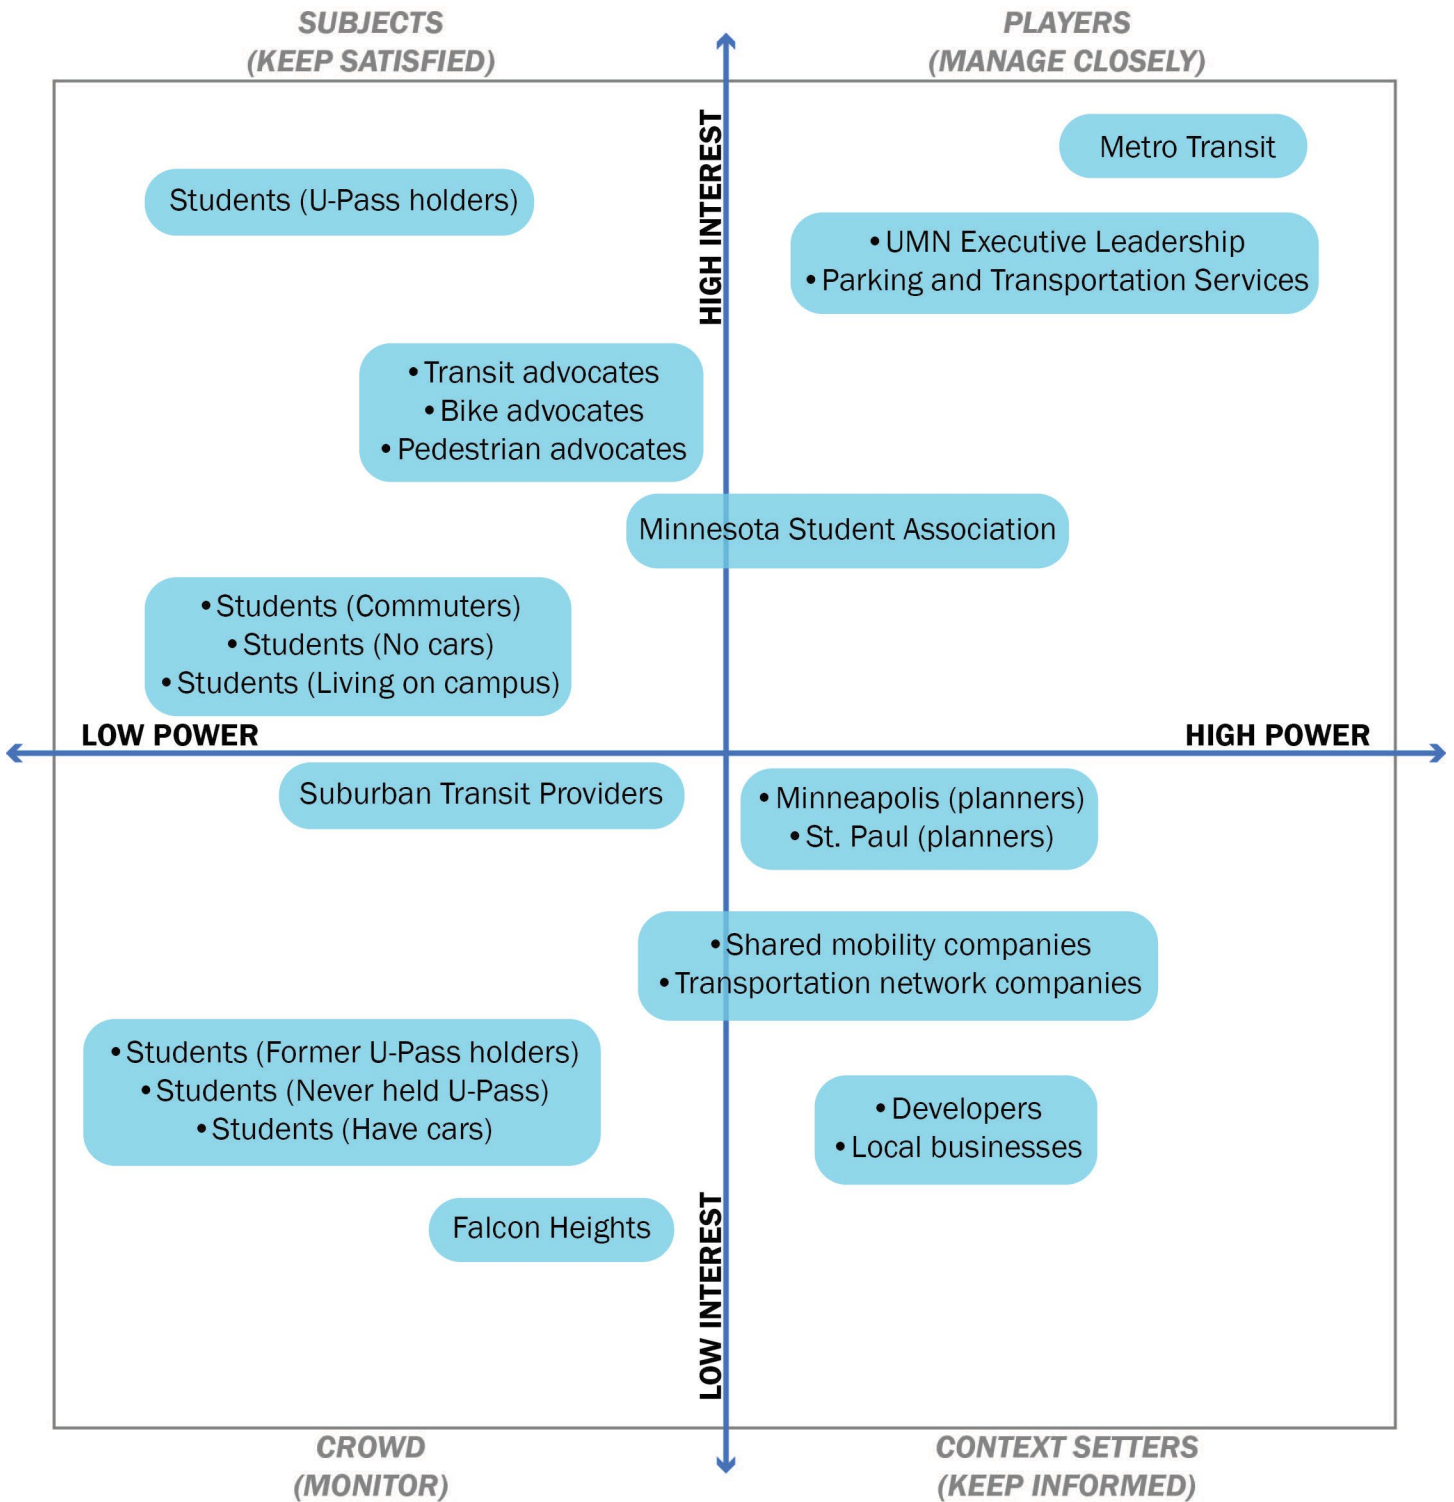 SUBJECTS
(KEEP SATISFIED)
PLAYERS
(MANAGE CLOSELY)
HIGH INTEREST
Metro Transit
Students (U-Pass holders)
•UMN Executive Leadership
•Parking and Transportation Services
•Transit advocates
•Bike advocates
•Pedestrian advocates
Minnesota Student Association
•Students (Commuters)
•Students (No cars)
•Students (Living on campus)
LOW POWER
HIGH POWER
Suburban Transit Providers
•Minneapolis (planners)
•St. Paul (planners)
•Shared mobility companies
•Transportation network companies
•Students (Former U-Pass holders)
•Students (Never held U-Pass)
•Students (Have cars)
•Developers
•Local businesses
Falcon Heights
LOW INTEREST
CROWD
(MONITOR)
CONTEXT SETTERS
(KEEP INFORMED)